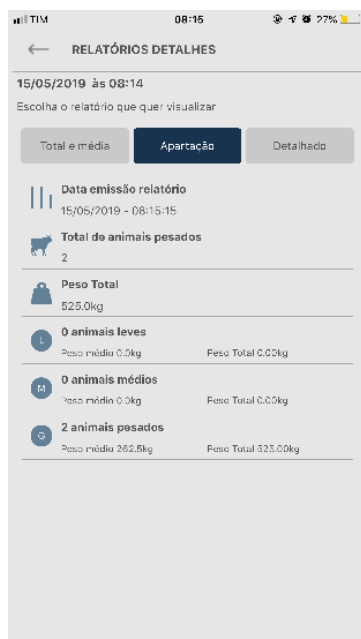 TIM 08:15 27%
RELATÓRIOS DETALHES
15/05/2019 às 08:14
Escolha o relatório que quer visualizar
Total e média Apartação Detalhado
Data emissão relatório
15/05/2019 - 08:15:15
Total de animais pesados
2
Peso Total
525.0kg
L 0 animais leves
Peso médio 0.0kg Peso Total 0.00kg
M 0 animais médios
Peso médio 0.0kg Peso Total 0.00kg
G 2 animais pesados
Peso médio 262.5kg Peso Total 525.00kg